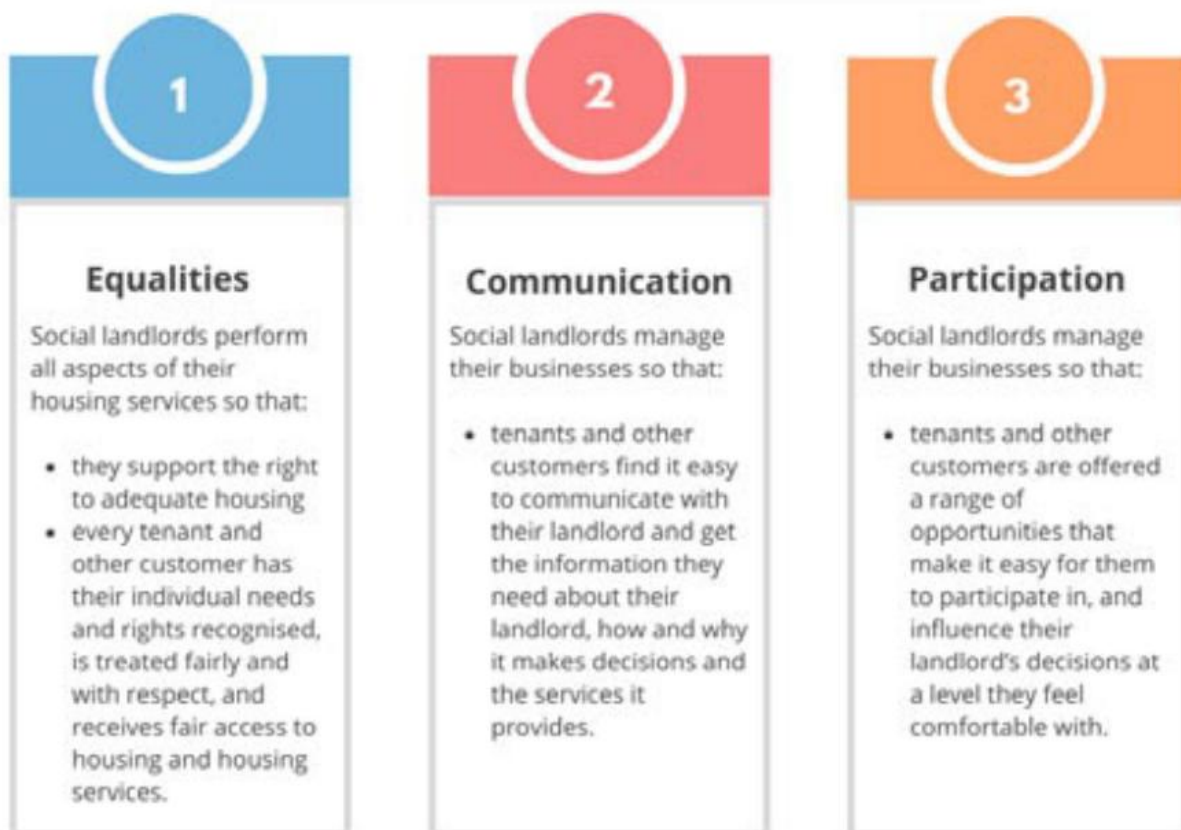 1
Equalities
Social landlords perform
all aspects of their
housing services so that:
• they support the right
to adequate housing
• every tenant and
other customer has
their individual needs
and rights recognised,
is treated fairly and
with respect, and
receives fair access to
housing and housing
services.
2
Communication
Social landlords manage
their businesses so that:
• tenants and other
customers find it easy
to communicate with
their landlord and get
the information they
need about their
landlord, how and why
it makes decisions and
the services it
provides.
3
Participation
Social landlords manage
their businesses so that:
• tenants and other
customers are offered
a range of
opportunities that
make it easy for them
to participate in, and
influence their
landlord's decisions at
a level they feel
comfortable with.